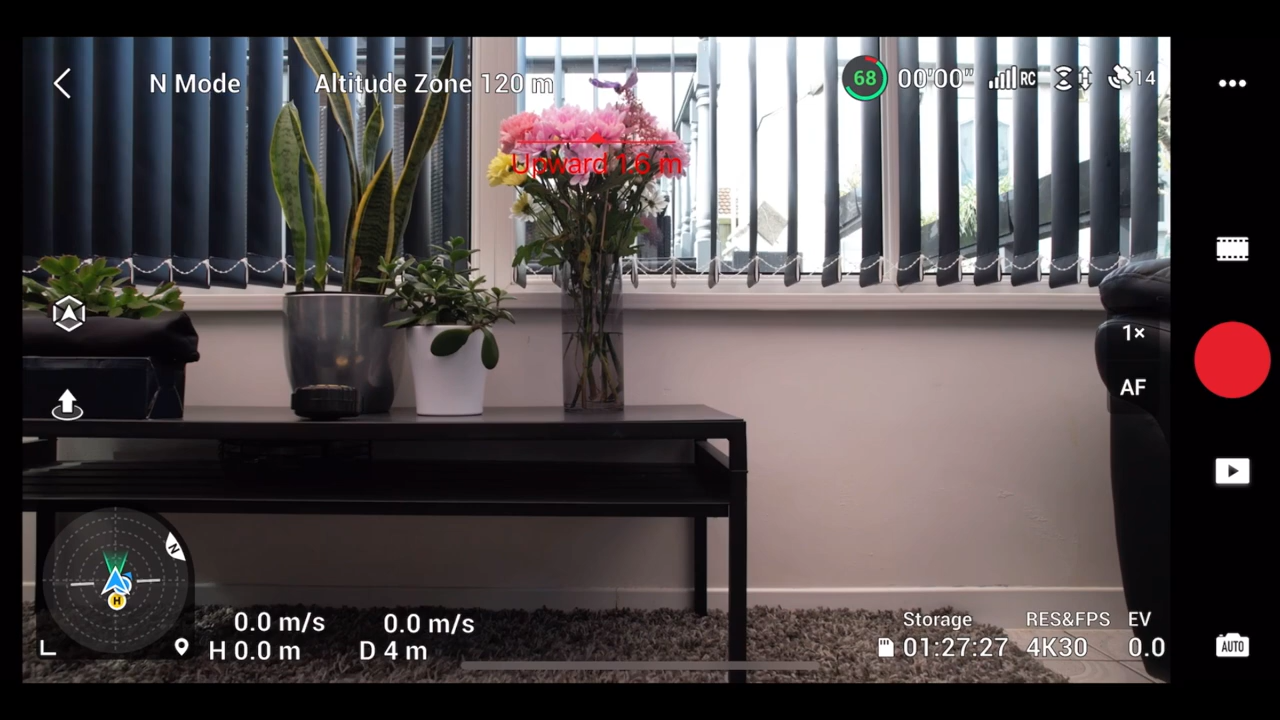 N Mode
Altitude Zone 120 m
68
00'00"
RC
14
Upward 1.6 m
1×
AF
N
H
0.0 m/s
0.0 m/s
H 0.0 m
D 4 m
Storage
01:27:27
RES&FPS
4K30
EV
0.0
AUTO